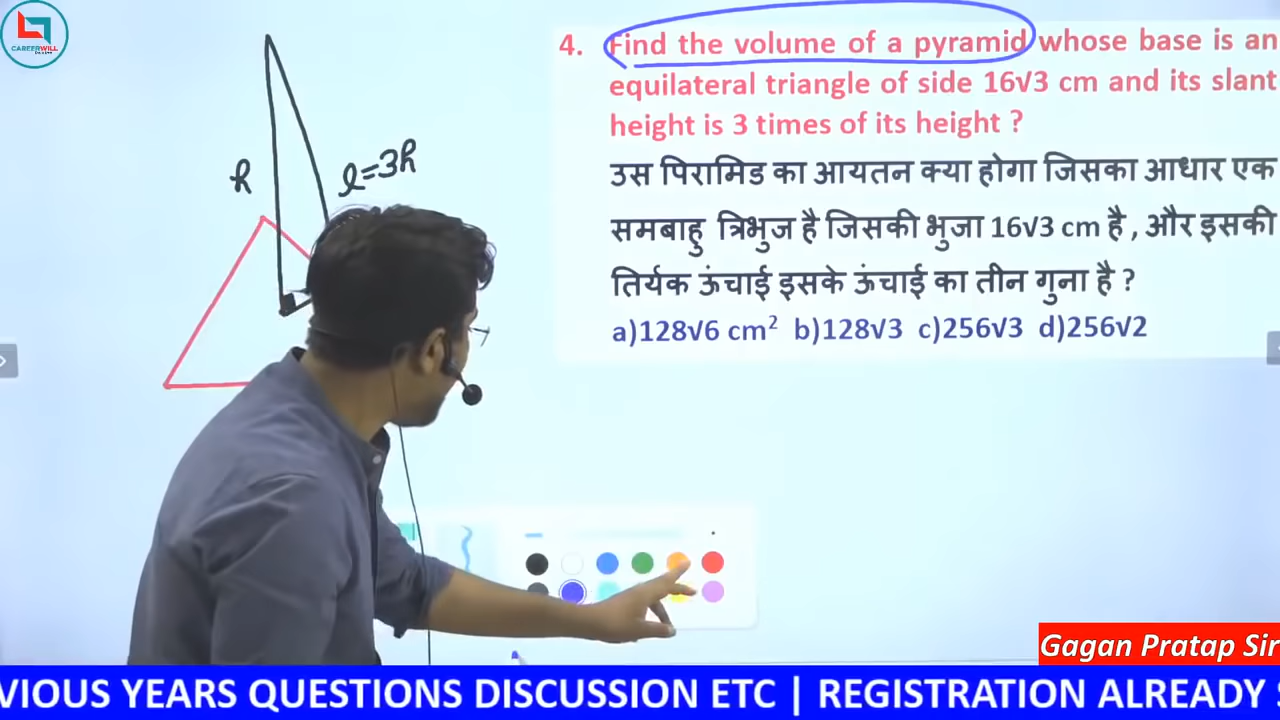 CAREERWILL
4. Find the volume of a pyramid whose base is an
equilateral triangle of side 16√3 cm and its slant
height is 3 times of its height ?
h
l=3h
उस पिरामिड का आयतन क्या होगा जिसका आधार एक
समबाहु त्रिभुज है जिसकी भुजा 16√3 cm है , और इसकी
तिर्यक ऊंचाई इसके ऊंचाई का तीन गुना है ?
a)128√6 cm² b)128√3 c)256√3 d)256√2
Gagan Pratap Sir
VIOUS YEARS QUESTIONS DISCUSSION ETC | REGISTRATION ALREADY